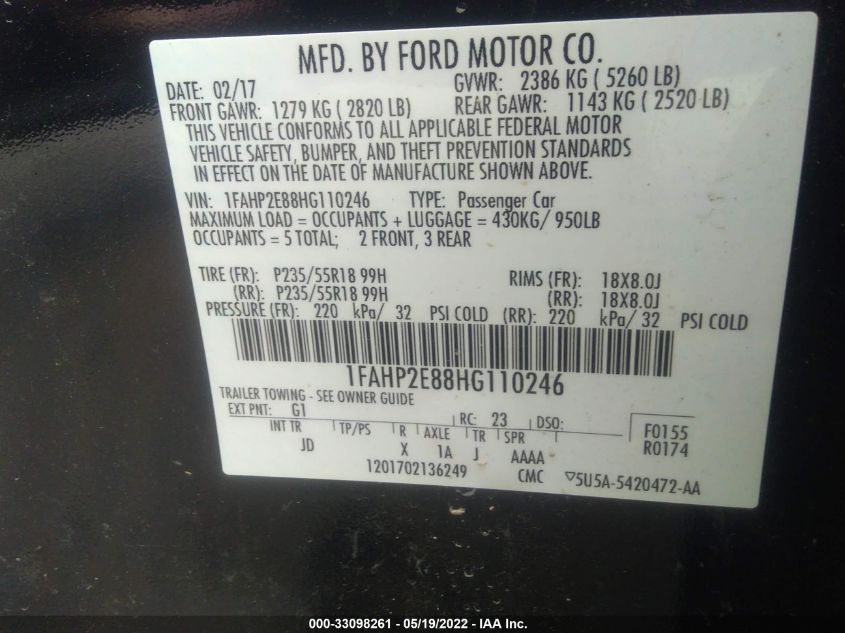 MFD. BY FORD MOTOR CO.
DATE: 02/17 GVWR: 2386 KG ( 5260 LB)
FRONT GAWR: 1279 KG ( 2820 LB) REAR GAWR: 1143 KG ( 2520 LB)
THIS VEHICLE CONFORMS TO ALL APPLICABLE FEDERAL MOTOR
VEHICLE SAFETY, BUMPER, AND THEFT PREVENTION STANDARDS
IN EFFECT ON THE DATE OF MANUFACTURE SHOWN ABOVE.
VIN: 1FAHP2E88HG110246 TYPE: Passenger Car
MAXIMUM LOAD = OCCUPANTS + LUGGAGE = 430KG/ 950LB
OCCUPANTS = 5 TOTAL; 2 FRONT, 3 REAR
TIRE (FR): P235/55R18 99H RIMS (FR): 18X8.0J
(RR): P235/55R18 99H (RR): 18X8.0J
PRESSURE (FR): 220 kPa/ 32 PSI COLD (RR): 220 kPa/ 32 PSI COLD
1FAHP2E88HG110246
TRAILER TOWING - SEE OWNER GUIDE
EXT PNT: G1 RC: 23 DSO: F0155
INT TR TP/PS R AXLE TR SPR R0174
JD X 1A J AAAA
1201702136249 CMC ▽5U5A-5420472-AA
000-33098261 - 05/19/2022 - IAA Inc.